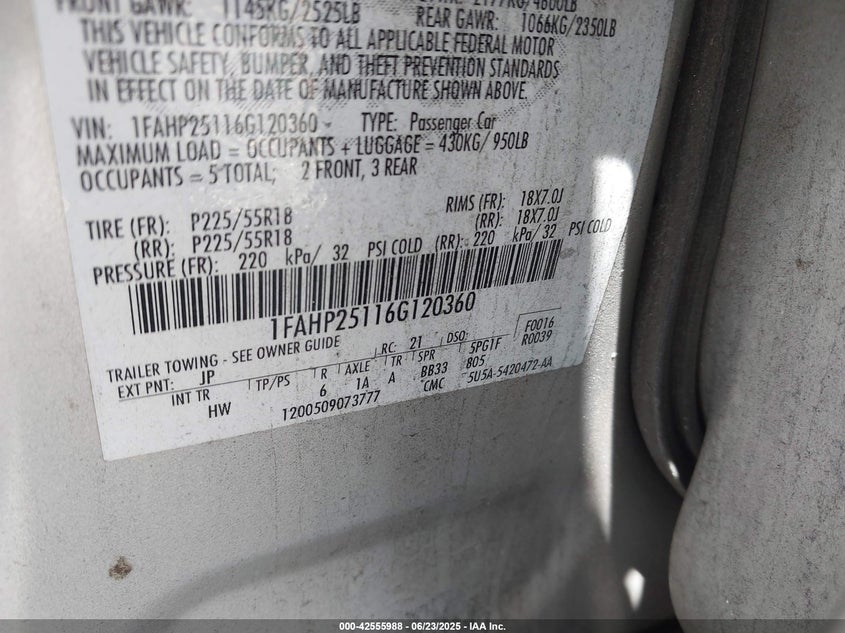 FRONT GAWR: 1145KG/2525LB
REAR GAWR: 1066KG/2350LB
THIS VEHICLE CONFORMS TO ALL APPLICABLE FEDERAL MOTOR
VEHICLE SAFETY, BUMPER, AND THEFT PREVENTION STANDARDS
IN EFFECT ON THE DATE OF MANUFACTURE SHOWN ABOVE.
VIN: 1FAHP25116G120360 TYPE: Passenger Car
MAXIMUM LOAD = OCCUPANTS + LUGGAGE = 430KG/950LB
OCCUPANTS = 5 TOTAL; 2 FRONT, 3 REAR
TIRE (FR): P225/55R18 RIMS (FR): 18X7.0J
(RR): P225/55R18 (RR): 18X7.0J
PRESSURE (FR): 220 kPa/ 32 PSI COLD (RR): 220 kPa/ 32 PSI COLD
1FAHP25116G120360
TRAILER TOWING - SEE OWNER GUIDE RC: 21 DSO: F0016
EXT PNT: JP R0039
INT TR TP/PS R AXLE TR SPR 5PG1F
HW 6 1A A BB33 805
1200509073777 CMC 5U5A-5420472-AA
000-42555988 - 06/23/2025 - IAA Inc.